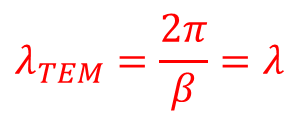 λ_TEM = 2π/β = λ